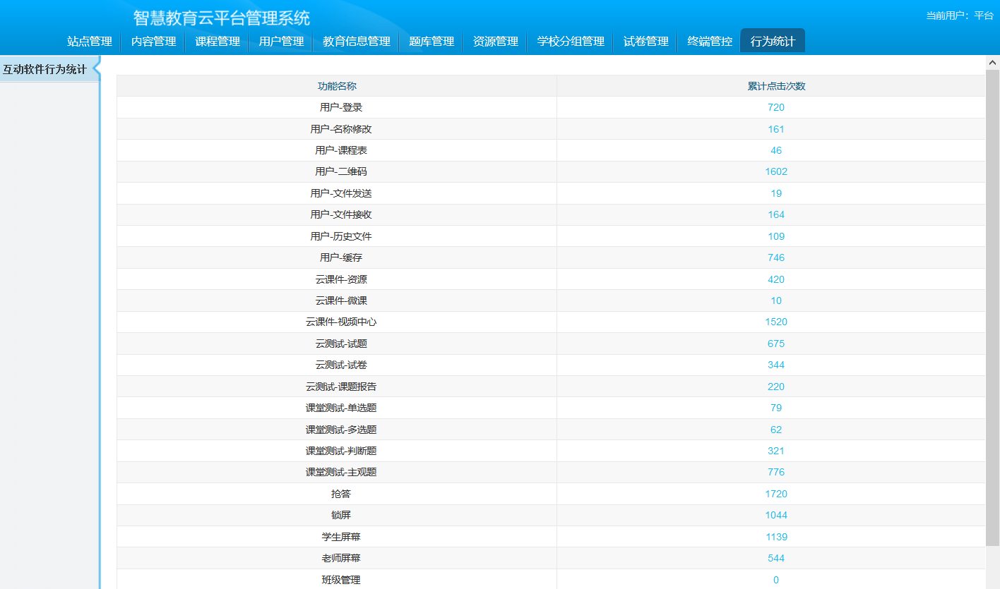 智慧教育云平台管理系统
当前用户：平台
站点管理 内容管理 课程管理 用户管理 教育信息管理 题库管理 资源管理 学校分组管理 试卷管理 终端管控 行为统计
互动软件行为统计
功能名称 累计点击次数
用户-登录 720
用户-名称修改 161
用户-课程表 46
用户-二维码 1602
用户-文件发送 19
用户-文件接收 164
用户-历史文件 109
用户-缓存 746
云课件-资源 420
云课件-微课 10
云课件-视频中心 1520
云测试-试题 675
云测试-试卷 344
云测试-课题报告 220
课堂测试-单选题 79
课堂测试-多选题 62
课堂测试-判断题 321
课堂测试-主观题 776
抢答 1720
锁屏 1044
学生屏幕 1139
老师屏幕 544
班级管理 0